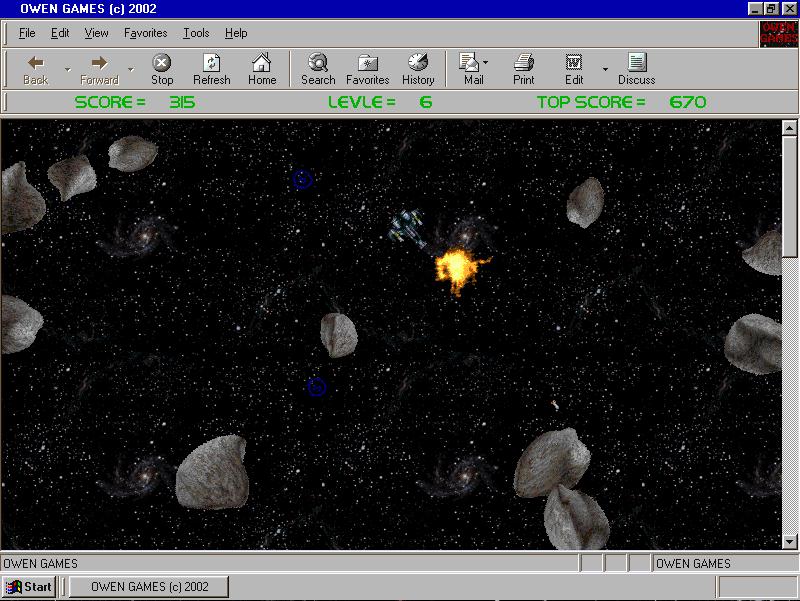 OWEN GAMES (c) 2002
File Edit View Favorites Tools Help
OWEN GAMES
Back Forward Stop Refresh Home Search Favorites History Mail Print Edit Discuss
SCORE = 315 LEVLE = 6 TOP SCORE = 670
OWEN GAMES OWEN GAMES
Start OWEN GAMES (c) 2002